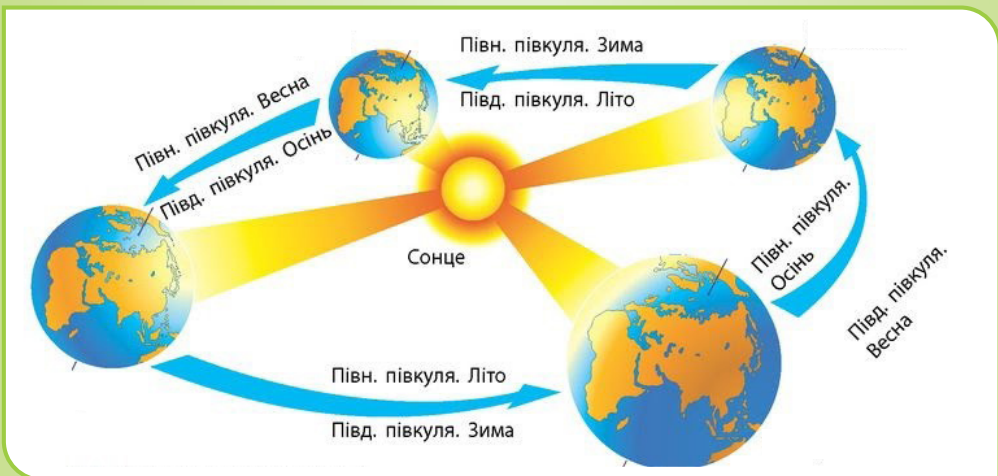 Півн. півкуля. Зима
Півд. півкуля. Літо
Півн. півкуля. Весна
Півд. півкуля. Осінь
Сонце
Півн. півкуля.
Осінь
Півд. півкуля.
Весна
Півн. півкуля. Літо
Півд. півкуля. Зима